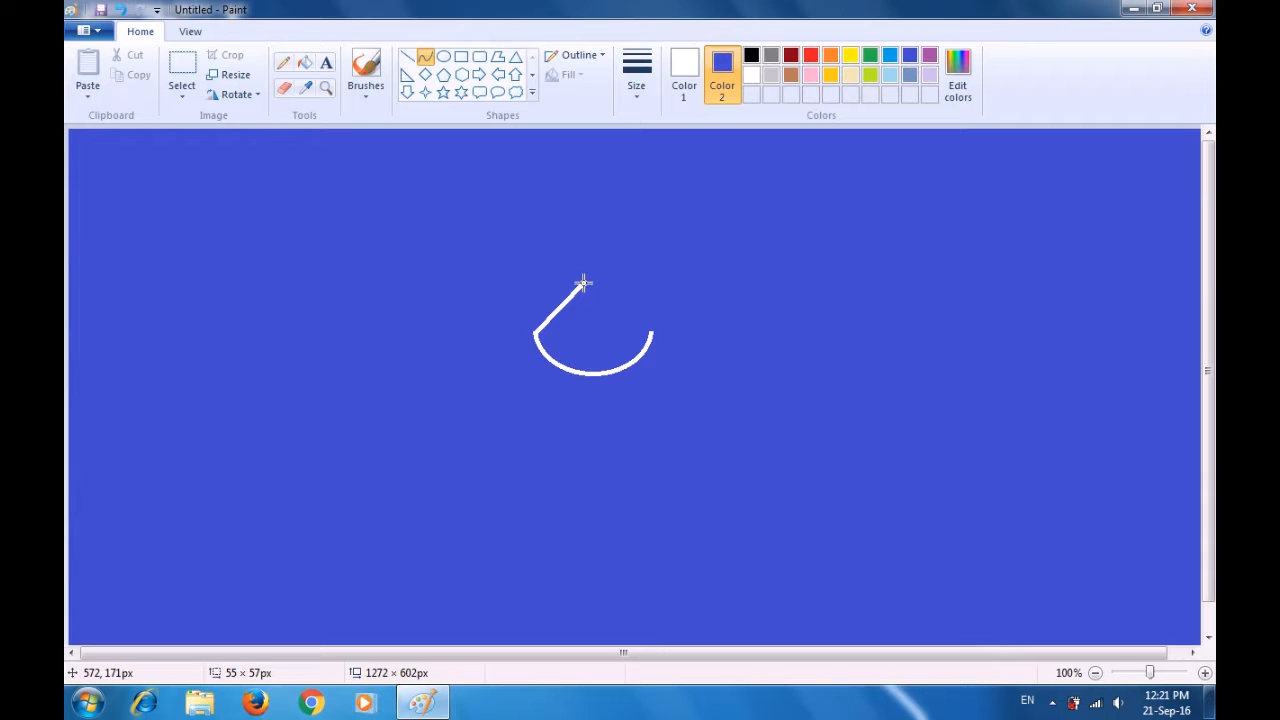 Untitled - Paint
Home View
Paste Cut Copy
Select Crop Resize Rotate
A
Brushes
Outline Fill
Size
Color 1
Color 2
Edit colors
Clipboard Image Tools Shapes Colors
572, 171px 55 × 57px 1272 × 602px 100%
EN 12:21 PM
21-Sep-16